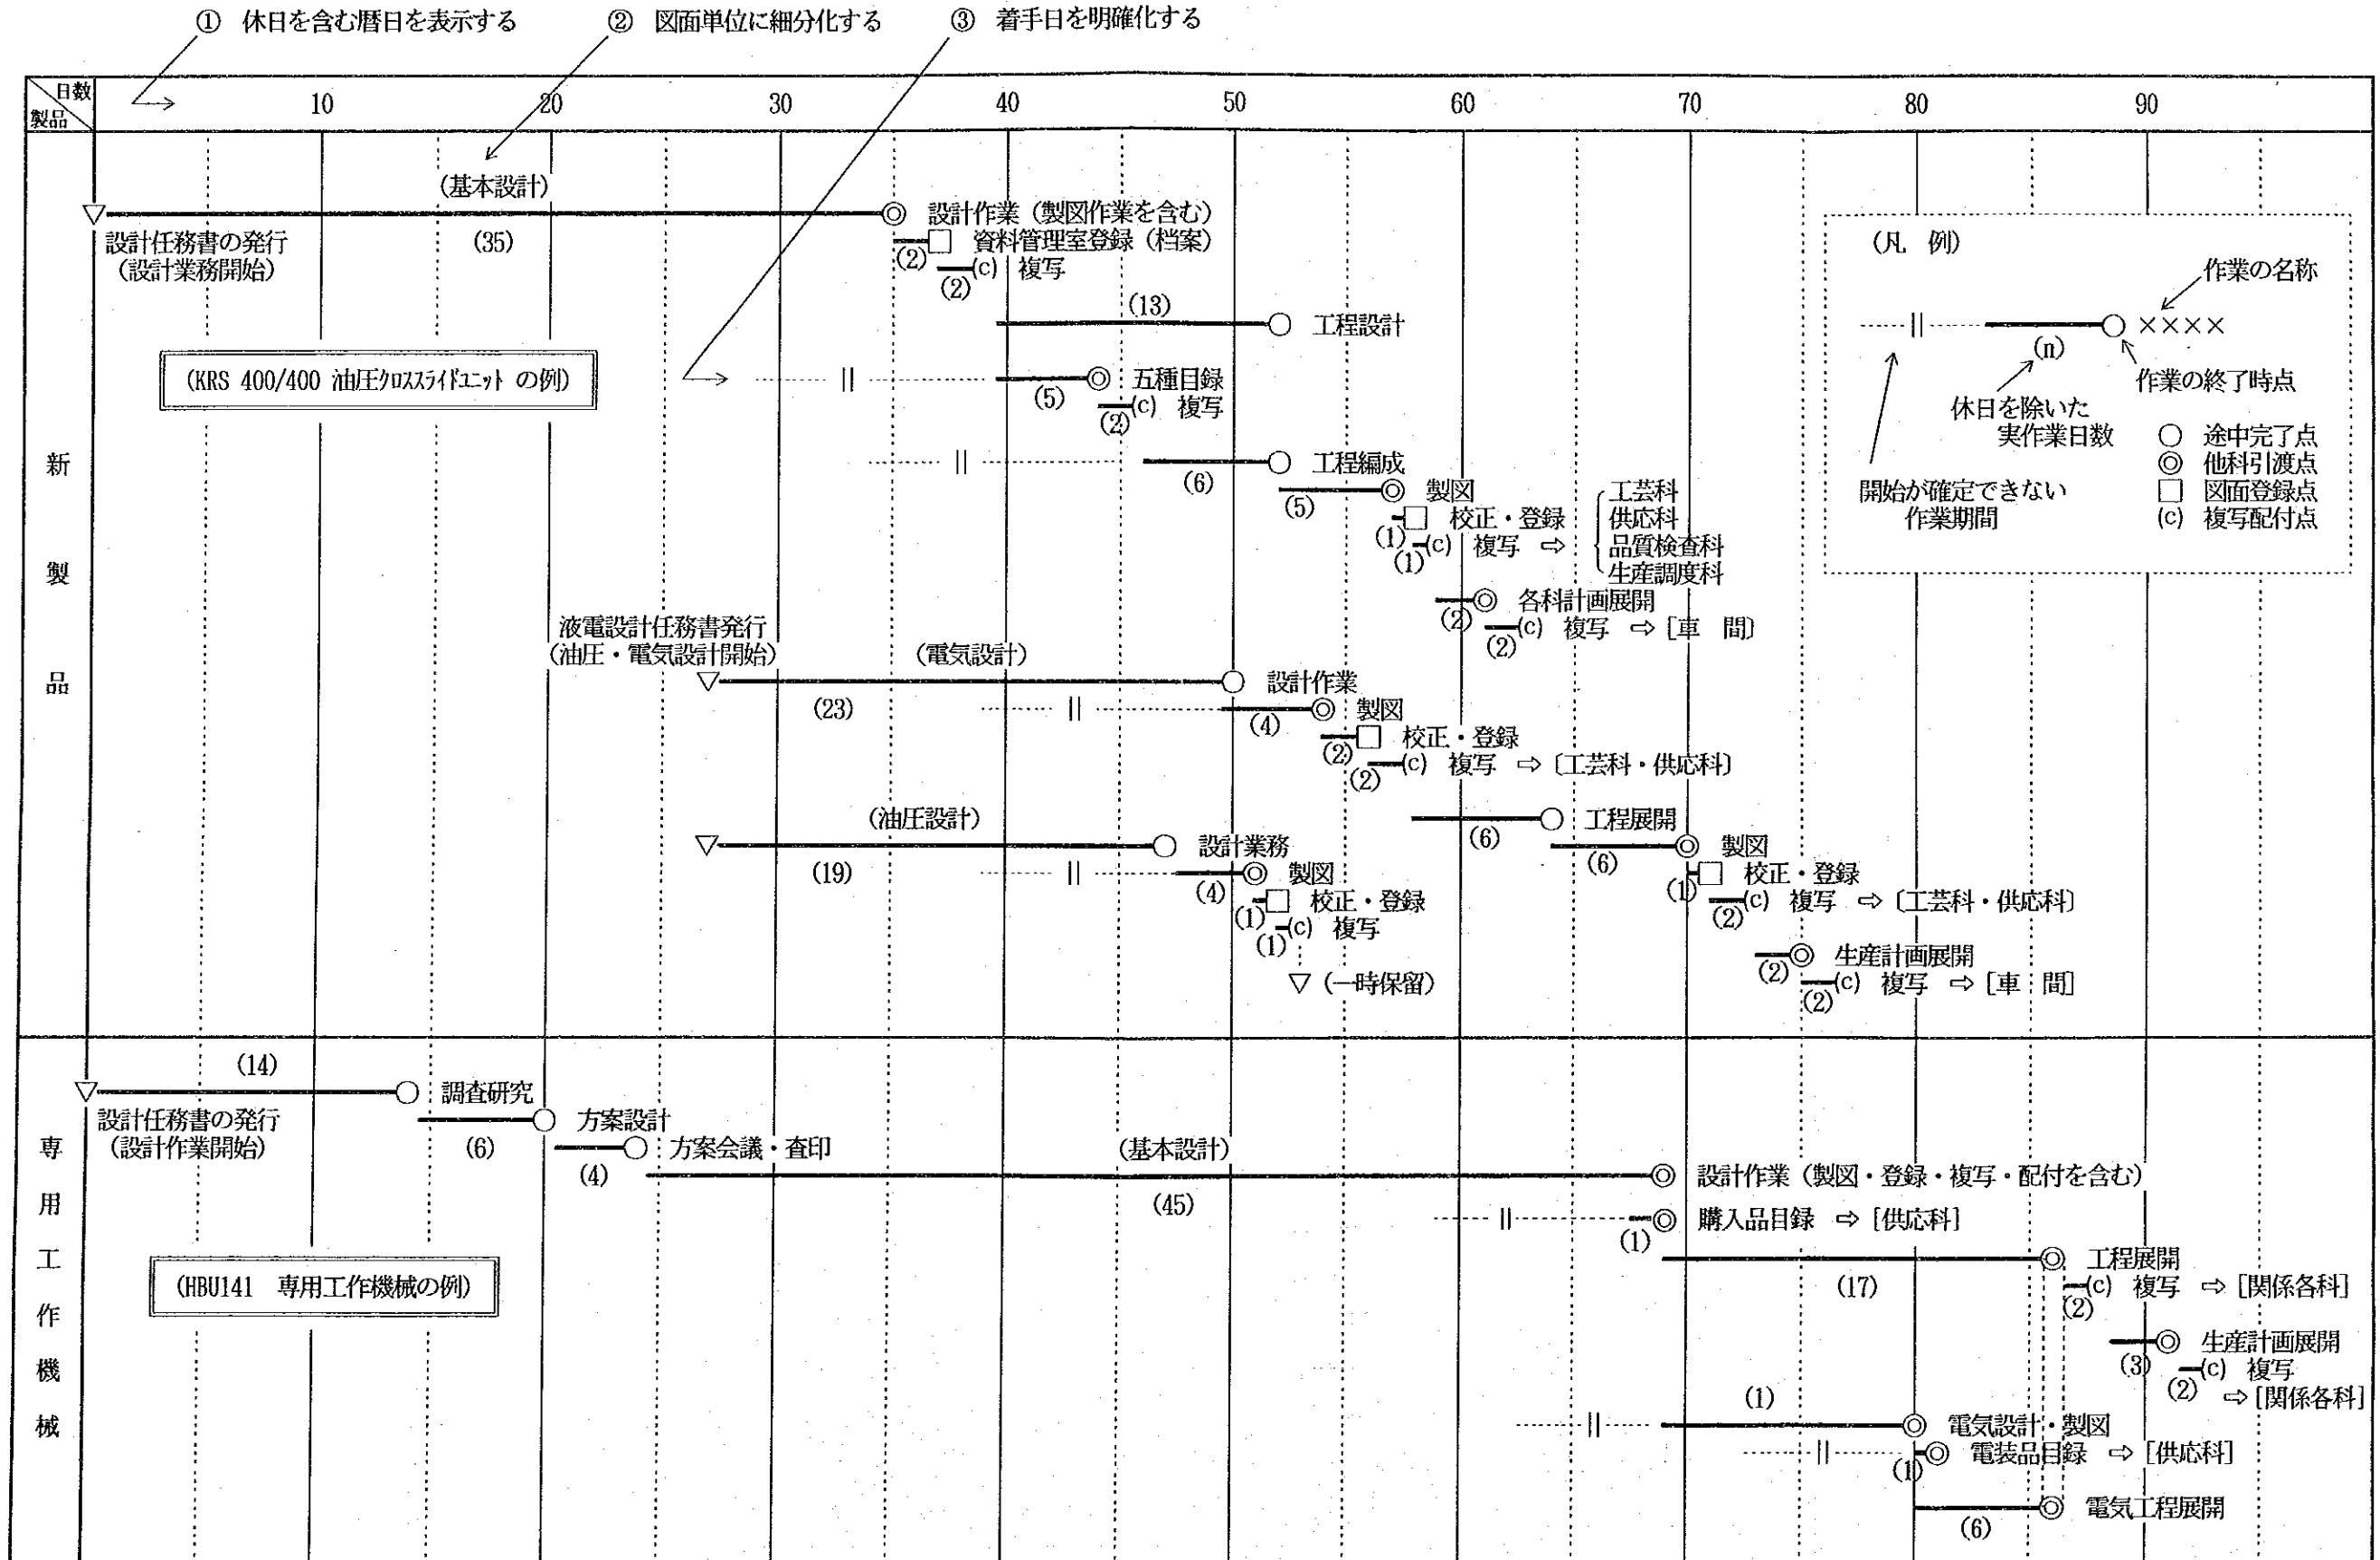 ① 休日を含む暦日を表示する
② 図面単位に細分化する
③ 着手日を明確化する
日数
製品
10
20
30
40
50
60
70
80
90
新製品
(基本設計)
設計任務書の発行
(設計業務開始)
(35)
設計作業 (製図作業を含む)
(2)
資料管理室登録 (档案)
(2)
(c) 複写
(13)
工程設計
(KRS 400/400 油圧クロススライドユニット の例)
(5)
五種目録
(2)
(c) 複写
(6)
工程編成
(5)
製図
(1)
校正・登録
(1)
(c) 複写 ⇨
工芸科
供応科
品質検査科
生産調度科
(2)
各科計画展開
(2)
(c) 複写 ⇨ [車 間]
液電設計任務書発行
(油圧・電気設計開始)
(電気設計)
(23)
設計作業
(4)
製図
(2)
校正・登録
(2)
(c) 複写 ⇨ [工芸科・供応科]
(油圧設計)
(19)
設計業務
(4)
製図
(1)
校正・登録
(1)
(c) 複写
▽ (一時保留)
(6)
工程展開
(6)
製図
(1)
校正・登録
(2)
(c) 複写 ⇨ [工芸科・供応科]
(2)
生産計画展開
(2)
(c) 複写 ⇨ [車 間]
(凡 例)
作業の名称
××××
(n)
作業の終了時点
休日を除いた
実作業日数
開始が確定できない
作業期間
○ 途中完了点
◎ 他科引渡点
□ 図面登録点
(c) 複写配付点
専用工作機械
(14)
調査研究
設計任務書の発行
(設計作業開始)
(6)
方案設計
(4)
方案会議・査印
(基本設計)
(45)
設計作業 (製図・登録・複写・配付を含む)
(1)
購入品目録 ⇨ [供応科]
(HBU141 専用工作機械の例)
(17)
工程展開
(2)
(c) 複写 ⇨ [関係各科]
(3)
生産計画展開
(2)
(c) 複写
⇨ [関係各科]
(1)
電気設計・製図
(1)
電装品目録 ⇨ [供応科]
(6)
電気工程展開